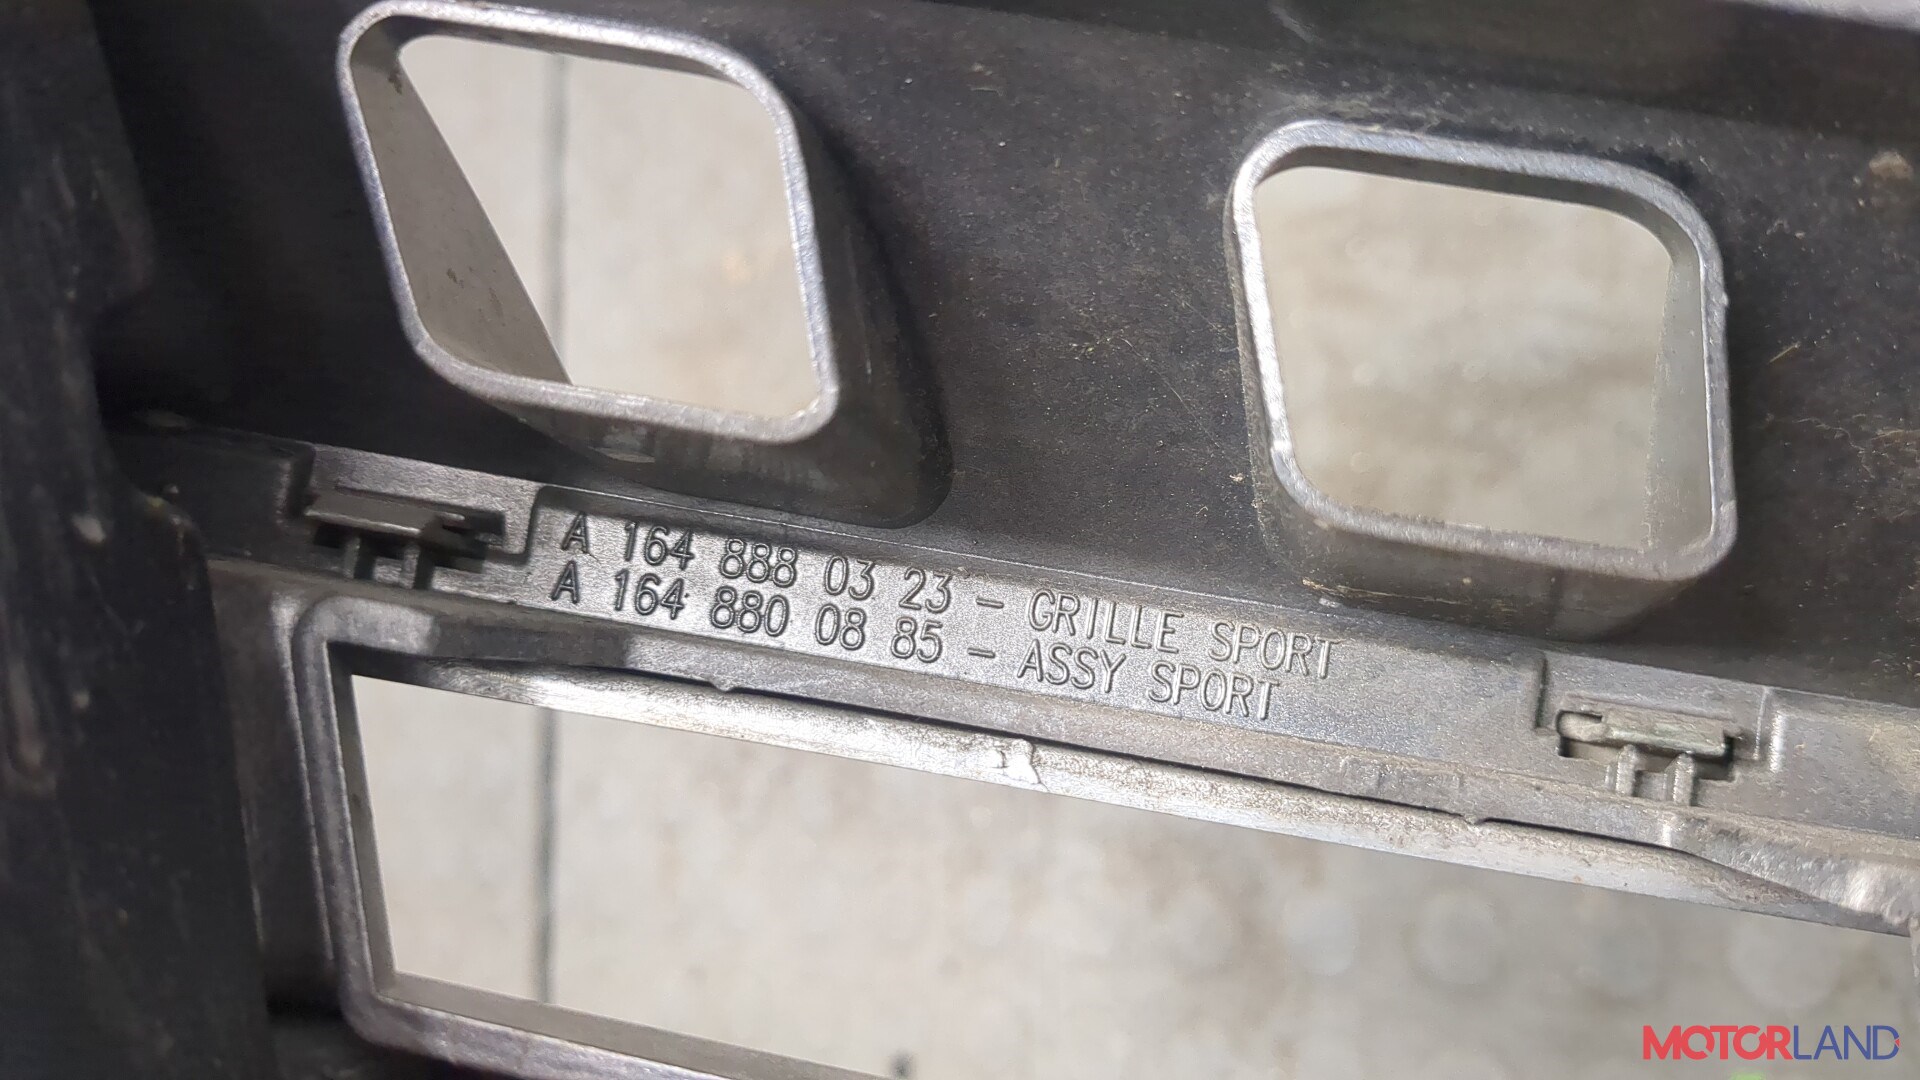 A 164 888 03 23 - GRILLE SPORT
A 164 880 08 85 - ASSY SPORT
MOTORLAND